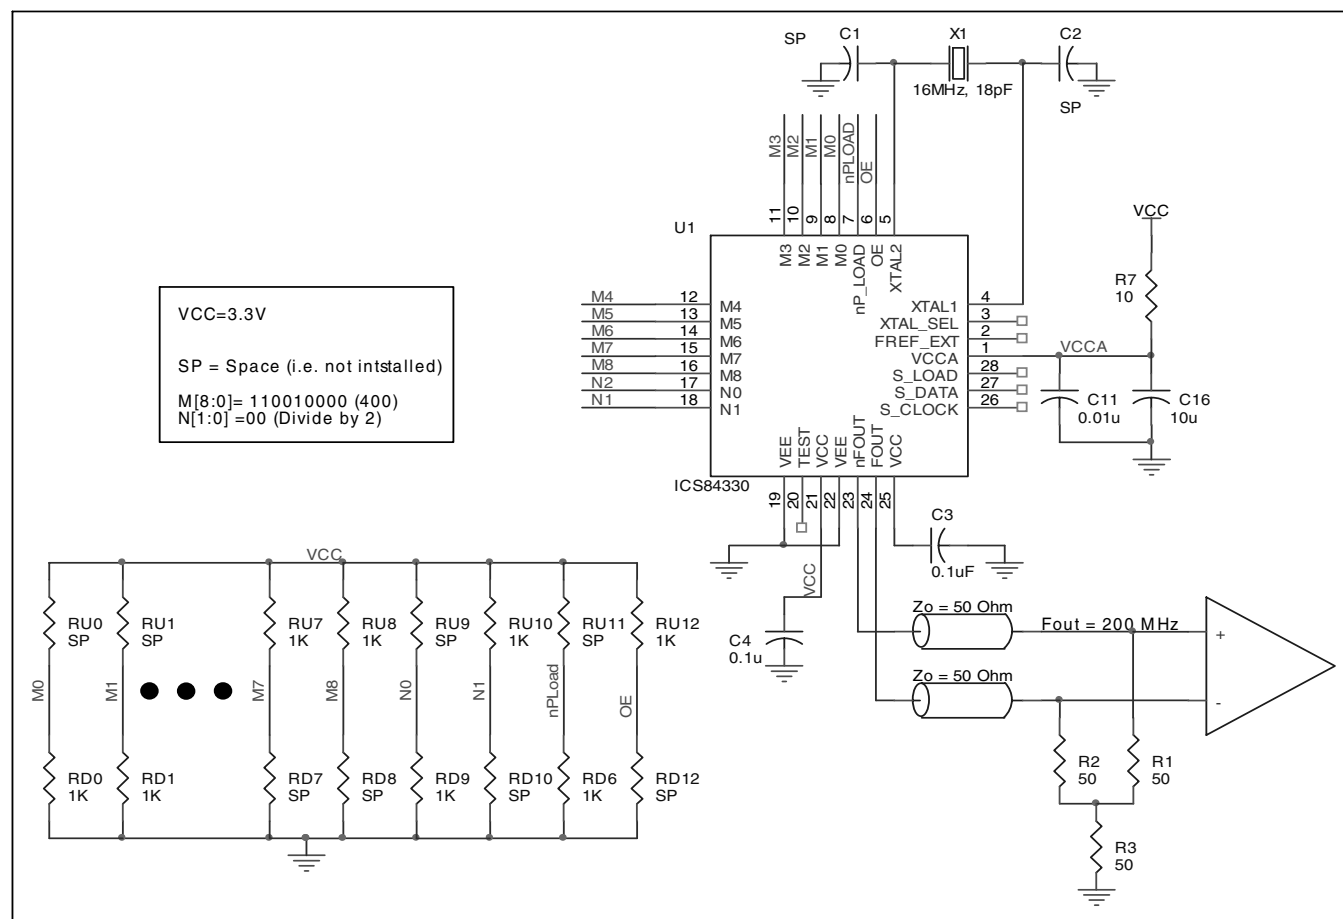 SP
C1
X1
C2
16MHz, 18pF
SP
M3
M2
M1
M0
nPLOAD
OE
11
10
9
8
7
6
5
U1
M3
M2
M1
M0
nP_LOAD
OE
XTAL2
VCC
R7
10
M4 12 M4
M5 13 M5
M6 14 M6
M7 15 M7
M8 16 M8
N2 17 N0
N1 18 N1
XTAL1 4
XTAL_SEL 3
FREF_EXT 2
VCCA 1 VCCA
S_LOAD 28
S_DATA 27
S_CLOCK 26
C11
0.01u
C16
10u
VCC=3.3V
SP = Space (i.e. not intstalled)
M[8:0]= 110010000 (400)
N[1:0] =00 (Divide by 2)
VEE
TEST
VCC
VEE
nFOUT
FOUT
VCC
ICS84330
19
20
21
22
23
24
25
C3
0.1uF
VCC
C4
0.1u
VCC
RU0
SP
RU1
SP
RU7
1K
RU8
1K
RU9
SP
RU10
1K
RU11
SP
RU12
1K
M0
M1
M7
M8
N0
N1
nPLoad
OE
RD0
1K
RD1
1K
RD7
SP
RD8
SP
RD9
1K
RD10
SP
RD6
1K
RD12
SP
Zo = 50 Ohm
Fout = 200 MHz
+
Zo = 50 Ohm
-
R2
50
R1
50
R3
50